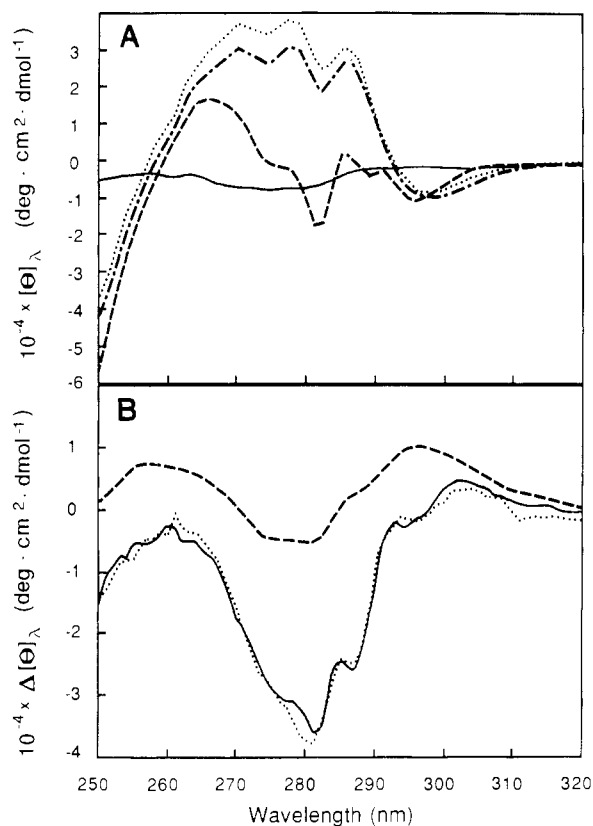 A
10⁻⁴ x [Θ]λ (deg · cm² · dmol⁻¹)
3
2
1
0
-1
-2
-3
-4
-5
-6
B
10⁻⁴ x Δ[Θ]λ (deg · cm² · dmol⁻¹)
1
0
-1
-2
-3
-4
250 260 270 280 290 300 310 320
Wavelength (nm)